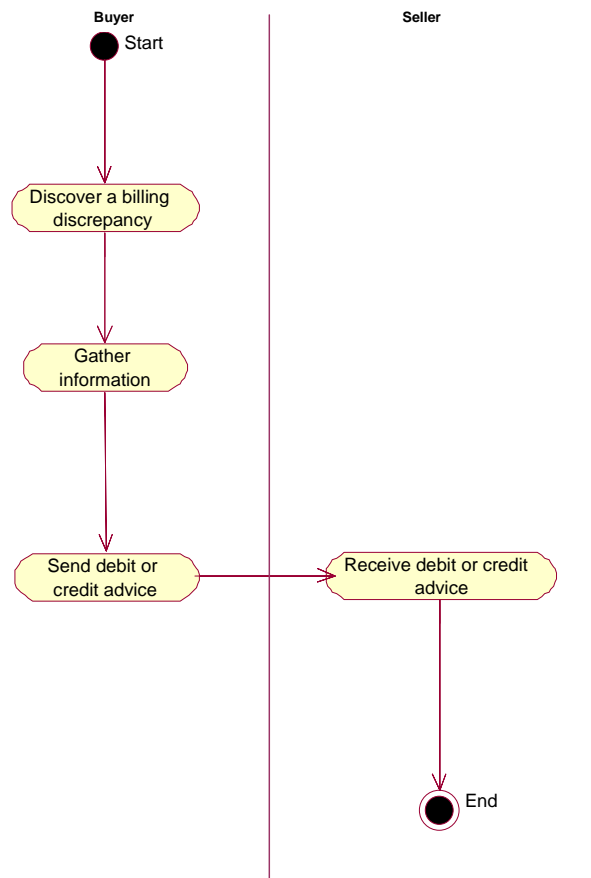 Buyer
Seller
Start
Discover a billing
discrepancy
Gather
information
Send debit or
credit advice
Receive debit or credit
advice
End